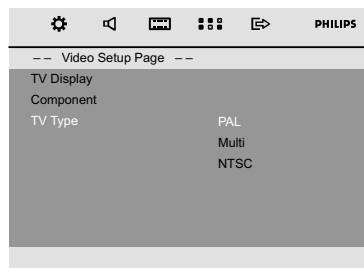 PHILIPS
–– Video Setup Page ––
TV Display
Component
TV Type PAL
Multi
NTSC